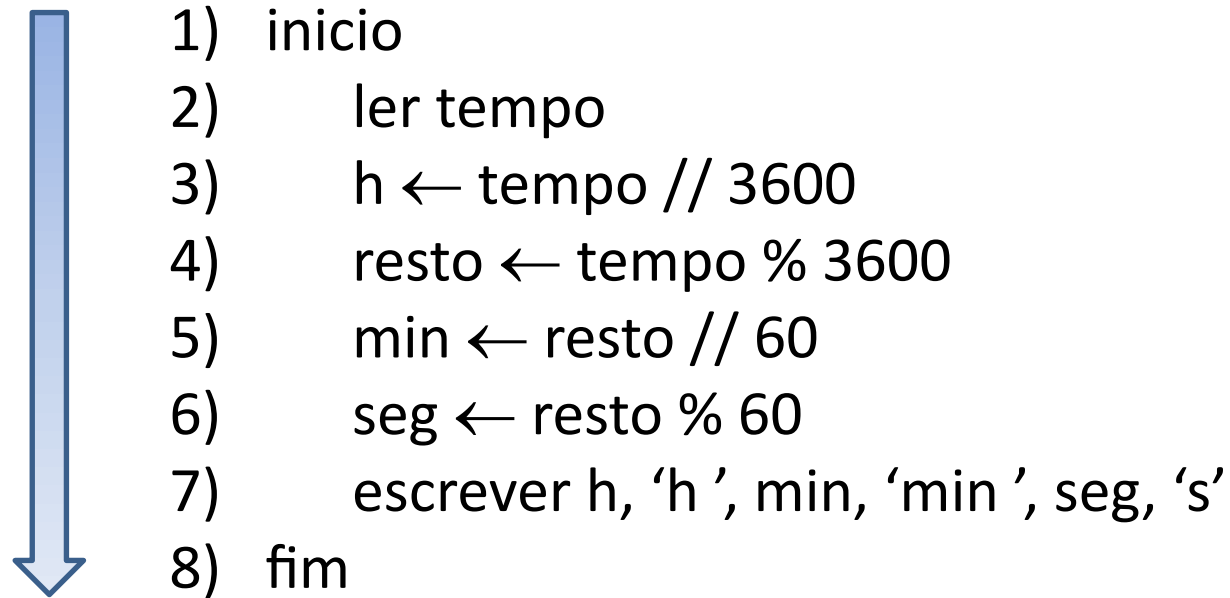 1) inicio
2) ler tempo
3) h ← tempo // 3600
4) resto ← tempo % 3600
5) min ← resto // 60
6) seg ← resto % 60
7) escrever h, ‘h ’, min, ‘min ’, seg, ‘s’
8) fim